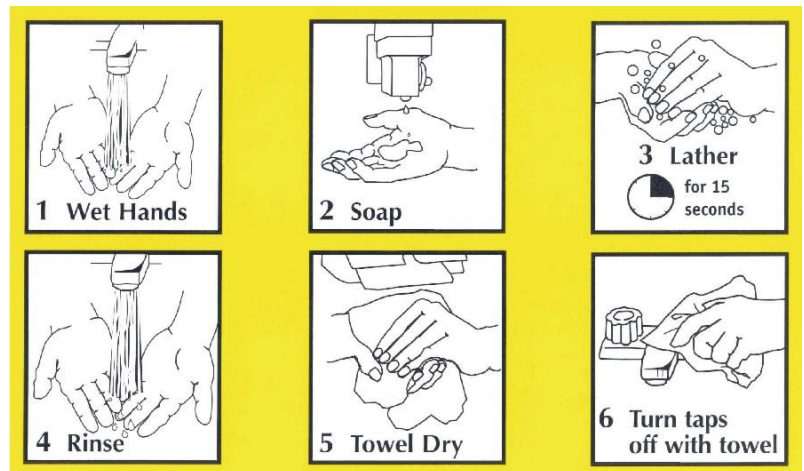 1 Wet Hands
2 Soap
3 Lather
for 15
seconds
4 Rinse
5 Towel Dry
6 Turn taps
off with towel